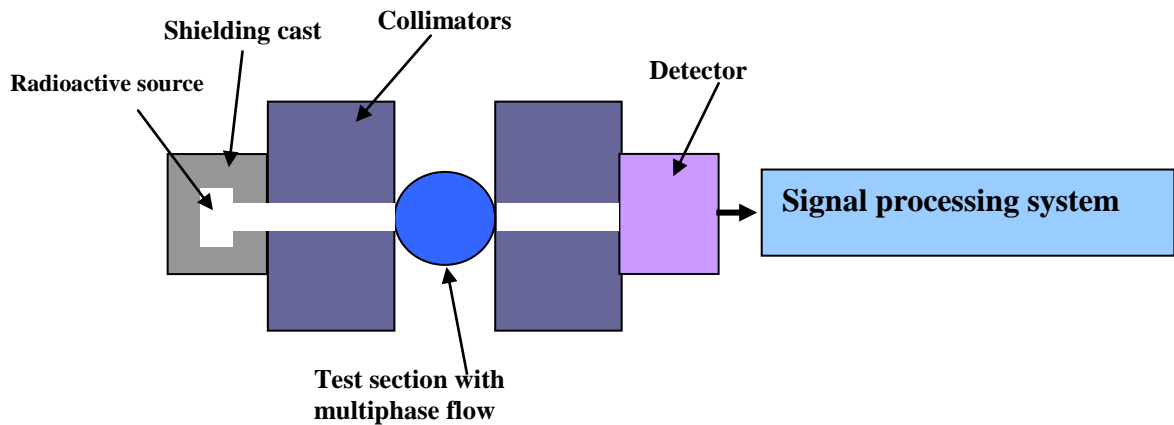 Collimators
Shielding cast
Radioactive source
Detector
Signal processing system
Test section with
multiphase flow